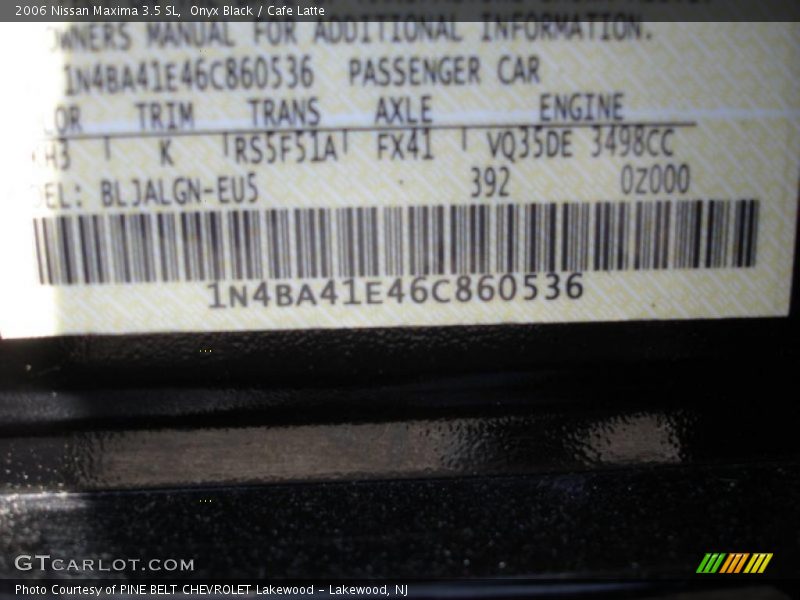 2006 Nissan Maxima 3.5 SL,  Onyx Black / Cafe Latte
OWNERS MANUAL FOR ADDITIONAL INFORMATION.
1N4BA41E46C860536 PASSENGER CAR
TRIM TRANS AXLE ENGINE
K RS5F51A FX41 VQ35DE 3498CC
DEL: BLJALGN-EU5 392 0Z000
1N4BA41E46C860536
GTCARLOT.COM
Photo Courtesy of PINE BELT CHEVROLET Lakewood - Lakewood, NJ